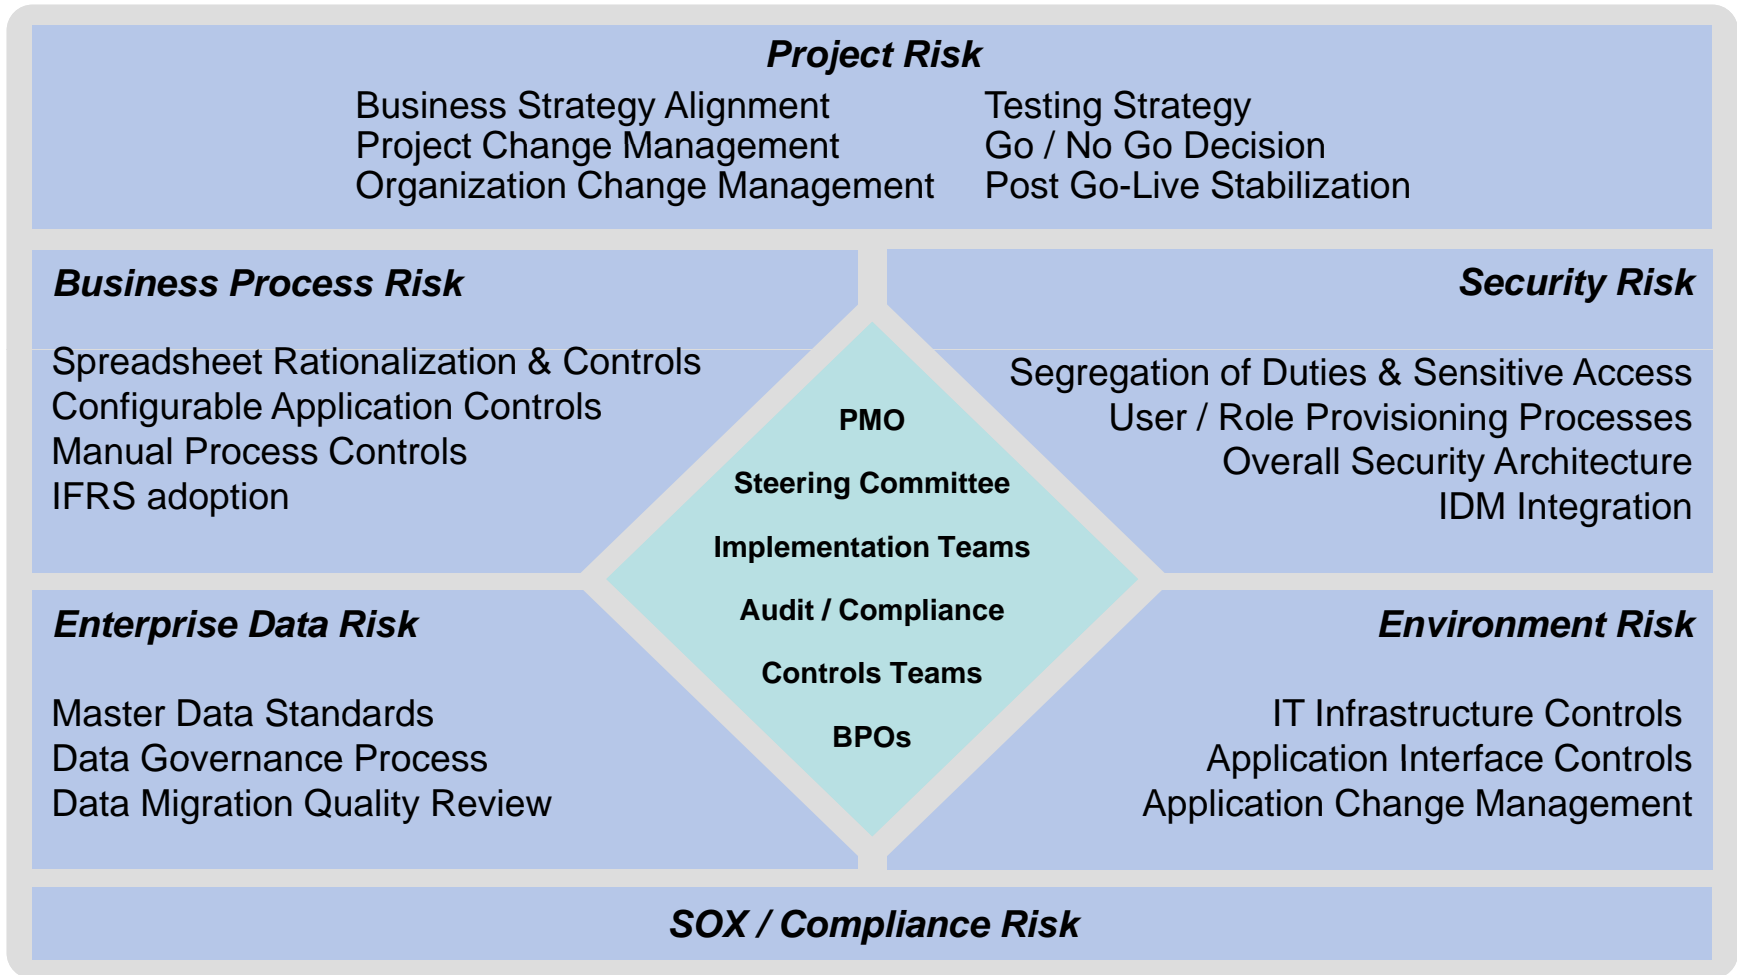 Project Risk
Business Strategy Alignment
Project Change Management
Organization Change Management
Testing Strategy
Go / No Go Decision
Post Go-Live Stabilization
Business Process Risk
Spreadsheet Rationalization & Controls
Configurable Application Controls
Manual Process Controls
IFRS adoption
Security Risk
Segregation of Duties & Sensitive Access
User / Role Provisioning Processes
Overall Security Architecture
IDM Integration
PMO
Steering Committee
Implementation Teams
Audit / Compliance
Controls Teams
BPOs
Enterprise Data Risk
Master Data Standards
Data Governance Process
Data Migration Quality Review
Environment Risk
IT Infrastructure Controls
Application Interface Controls
Application Change Management
SOX / Compliance Risk